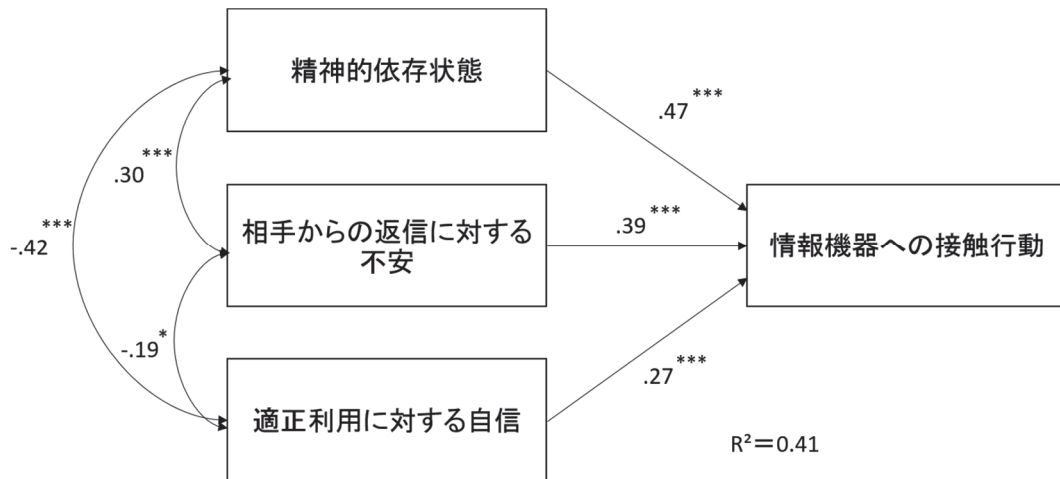 精神的依存状態
.47***
.30***
-.42***
相手からの返信に対する
不安
.39***
情報機器への接触行動
-.19*
.27***
適正利用に対する自信
R²＝0.41